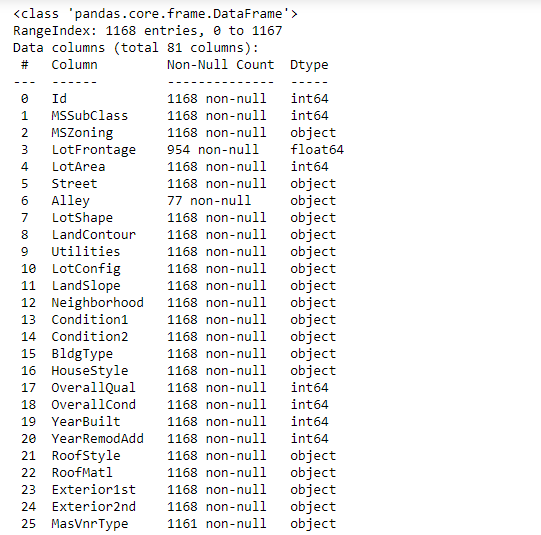 <class 'pandas.core.frame.DataFrame'>
RangeIndex: 1168 entries, 0 to 1167
Data columns (total 81 columns):
 #   Column         Non-Null Count  Dtype
---  ------         --------------  -----
 0   Id             1168 non-null   int64
 1   MSSubClass     1168 non-null   int64
 2   MSZoning       1168 non-null   object
 3   LotFrontage    954 non-null    float64
 4   LotArea        1168 non-null   int64
 5   Street         1168 non-null   object
 6   Alley          77 non-null     object
 7   LotShape       1168 non-null   object
 8   LandContour    1168 non-null   object
 9   Utilities      1168 non-null   object
 10  LotConfig      1168 non-null   object
 11  LandSlope      1168 non-null   object
 12  Neighborhood   1168 non-null   object
 13  Condition1     1168 non-null   object
 14  Condition2     1168 non-null   object
 15  BldgType       1168 non-null   object
 16  HouseStyle     1168 non-null   object
 17  OverallQual    1168 non-null   int64
 18  OverallCond    1168 non-null   int64
 19  YearBuilt      1168 non-null   int64
 20  YearRemodAdd   1168 non-null   int64
 21  RoofStyle      1168 non-null   object
 22  RoofMatl       1168 non-null   object
 23  Exterior1st    1168 non-null   object
 24  Exterior2nd    1168 non-null   object
 25  MasVnrType     1161 non-null   object